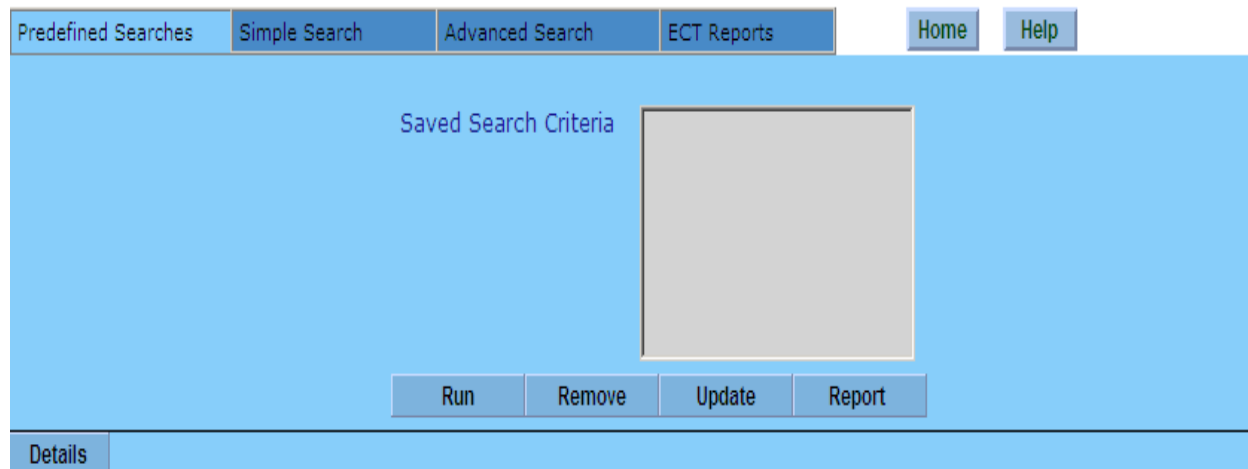 Predefined Searches Simple Search Advanced Search ECT Reports Home Help
Saved Search Criteria
Run Remove Update Report
Details